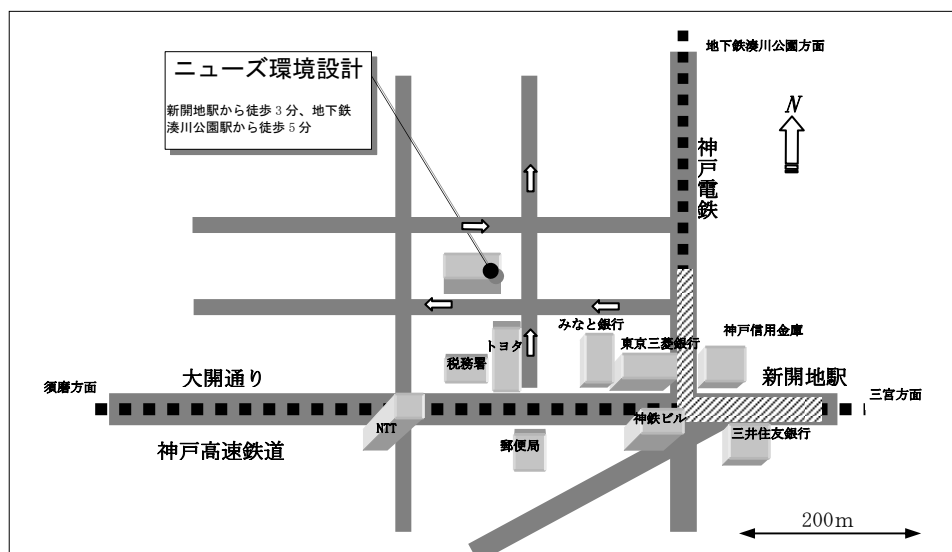 地下鉄湊川公園方面
ニューズ環境設計
新開地駅から徒歩3分、地下鉄
湊川公園駅から徒歩5分
N
神戸電鉄
みなと銀行
神戸信用金庫
トヨタ
東京三菱銀行
税務署
大開通り
新開地駅
須磨方面
三宮方面
NTT
神鉄ビル
郵便局
三井住友銀行
神戸高速鉄道
200m